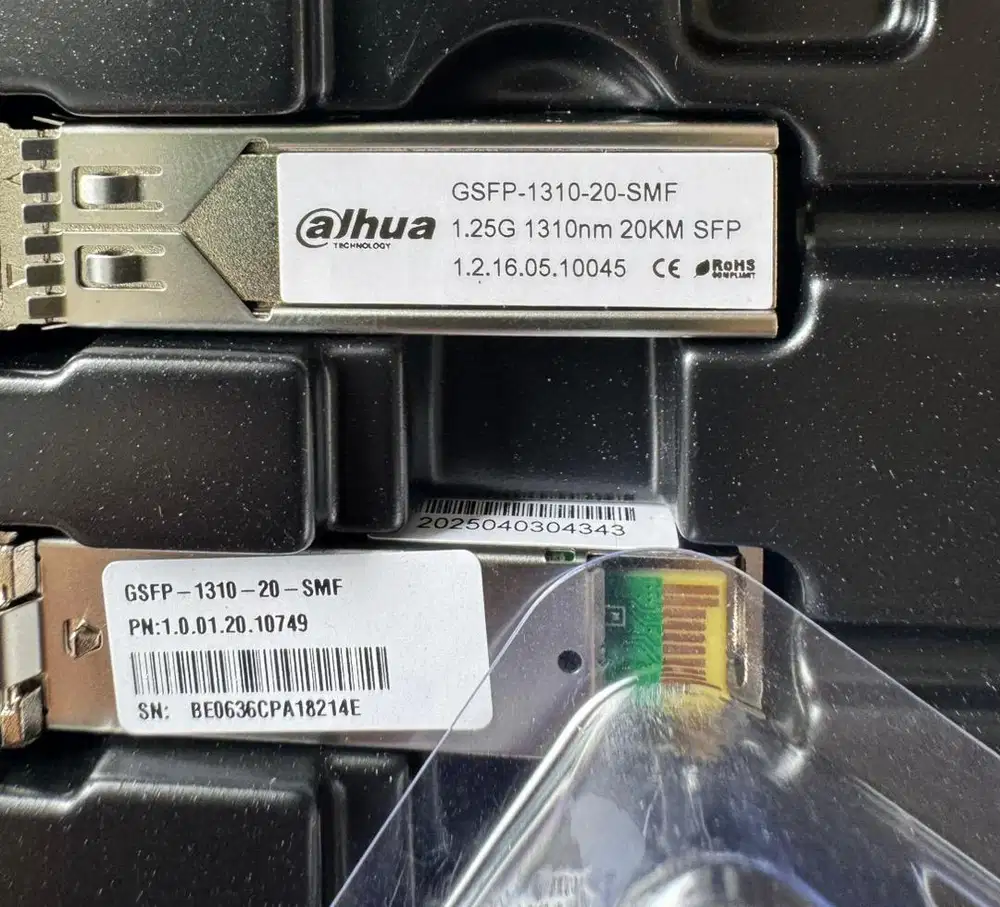 GSFP-1310-20-SMF
alhua
TECHNOLOGY
1.25G 1310nm 20KM SFP
1.2.16.05.10045 CE RoHS
COMPLIANT
2025040304343
GSFP-1310-20-SMF
PN:1.0.01.20.10749
SN: BE0636CPA18214E